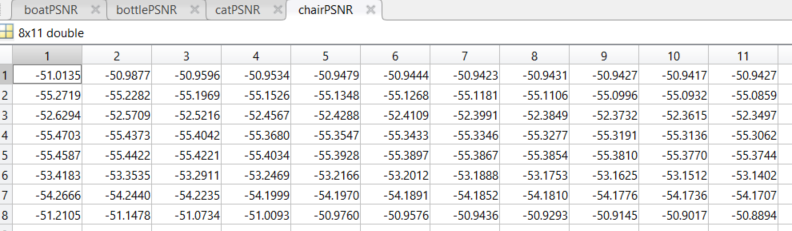 boatPSNR bottlePSNR catPSNR chairPSNR
8x11 double
1 2 3 4 5 6 7 8 9 10 11
1 -51.0135 -50.9877 -50.9596 -50.9534 -50.9479 -50.9444 -50.9423 -50.9431 -50.9427 -50.9417 -50.9427
2 -55.2719 -55.2282 -55.1969 -55.1526 -55.1348 -55.1268 -55.1181 -55.1106 -55.0996 -55.0932 -55.0859
3 -52.6294 -52.5709 -52.5216 -52.4567 -52.4288 -52.4109 -52.3991 -52.3849 -52.3732 -52.3615 -52.3497
4 -55.4703 -55.4373 -55.4042 -55.3680 -55.3547 -55.3433 -55.3346 -55.3277 -55.3191 -55.3136 -55.3062
5 -55.4587 -55.4422 -55.4221 -55.4034 -55.3928 -55.3897 -55.3867 -55.3854 -55.3810 -55.3770 -55.3744
6 -53.4183 -53.3535 -53.2911 -53.2469 -53.2166 -53.2012 -53.1888 -53.1753 -53.1625 -53.1512 -53.1402
7 -54.2666 -54.2440 -54.2235 -54.1999 -54.1970 -54.1891 -54.1852 -54.1810 -54.1776 -54.1736 -54.1707
8 -51.2105 -51.1478 -51.0734 -51.0093 -50.9760 -50.9576 -50.9436 -50.9293 -50.9145 -50.9017 -50.8894